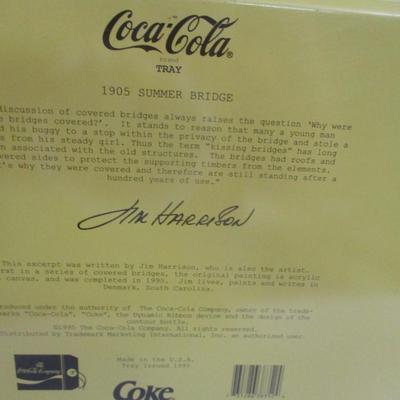 Coca-Cola®
brand
TRAY
1905 SUMMER BRIDGE
discussion of covered bridges always raises the question 'Why were
e bridges covered?'. It stands to reason that many a young man
d his buggy to a stop within the privacy of the bridge and stole a
s from his steady girl. Thus the term "kissing bridges" has long
n associated with the old structures. The bridges had roofs and
vered sides to protect the supporting timbers from the elements.
t's why they were covered and therefore are still standing after a
hundred years of use."
JIM HARRISON
This excerpt was written by Jim Harrison, who is also the artist.
rst in a series of covered bridges, the original painting is acrylic
canvas, and was completed in 1995. Jim lives, paints and writes in
Denmark, South Carolina.
oduced under the authority of The Coca-Cola Company, owner of the trade-
marks "Coca-Cola", "Coke", the Dynamic Ribbon device and the design of the
contour bottle.
©1995 The Coca-Cola Company. All rights reserved.
Distributed by Trademark Marketing International, Inc. an authorized user.
Made in the U.S.A.
Tray Issued 1995
The Coca-Cola Company
Coke